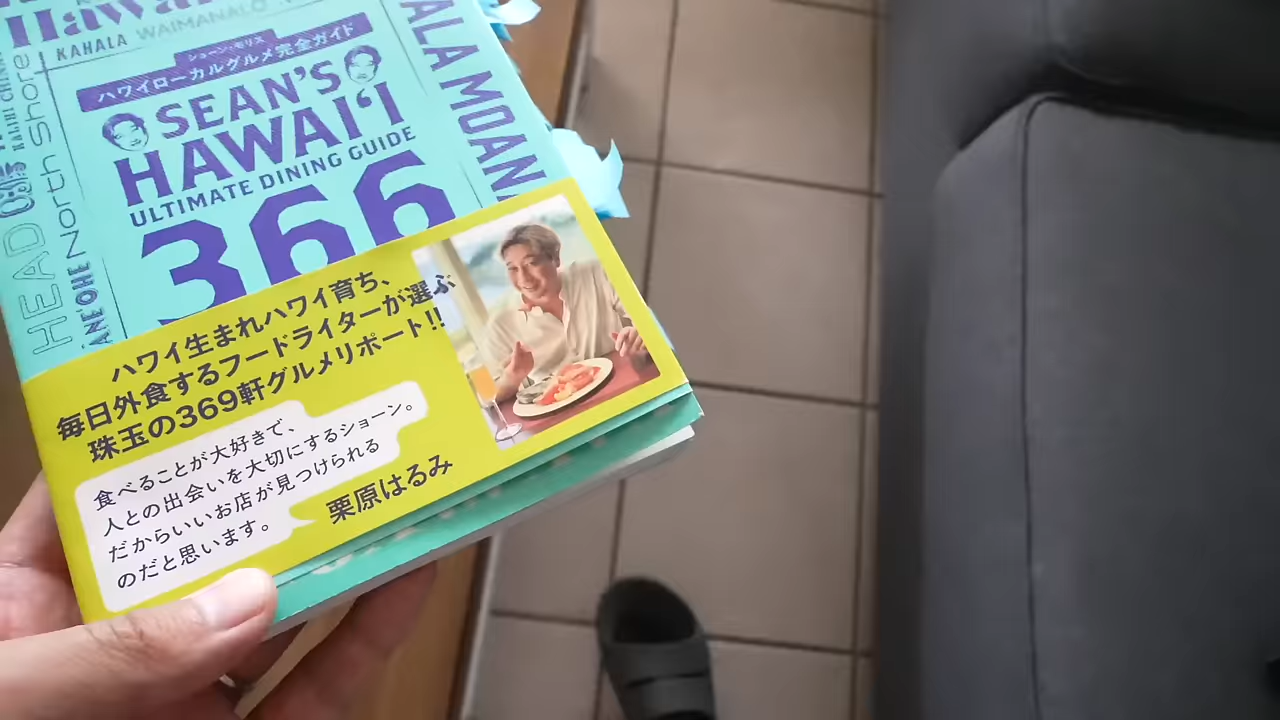 KAHALA WAIMANALO
ショーン・モリス
ハワイローカルグルメ完全ガイド
SEAN'S
HAWAI‘I
ULTIMATE DINING GUIDE
366
ALA MOANA
HEAD
North Shore
ハワイ生まれハワイ育ち、
毎日外食するフードライターが選ぶ
珠玉の369軒グルメリポート!!
食べることが大好きで、
人との出会いを大切にするショーン。
だからいいお店が見つけられる
のだと思います。
栗原はるみ